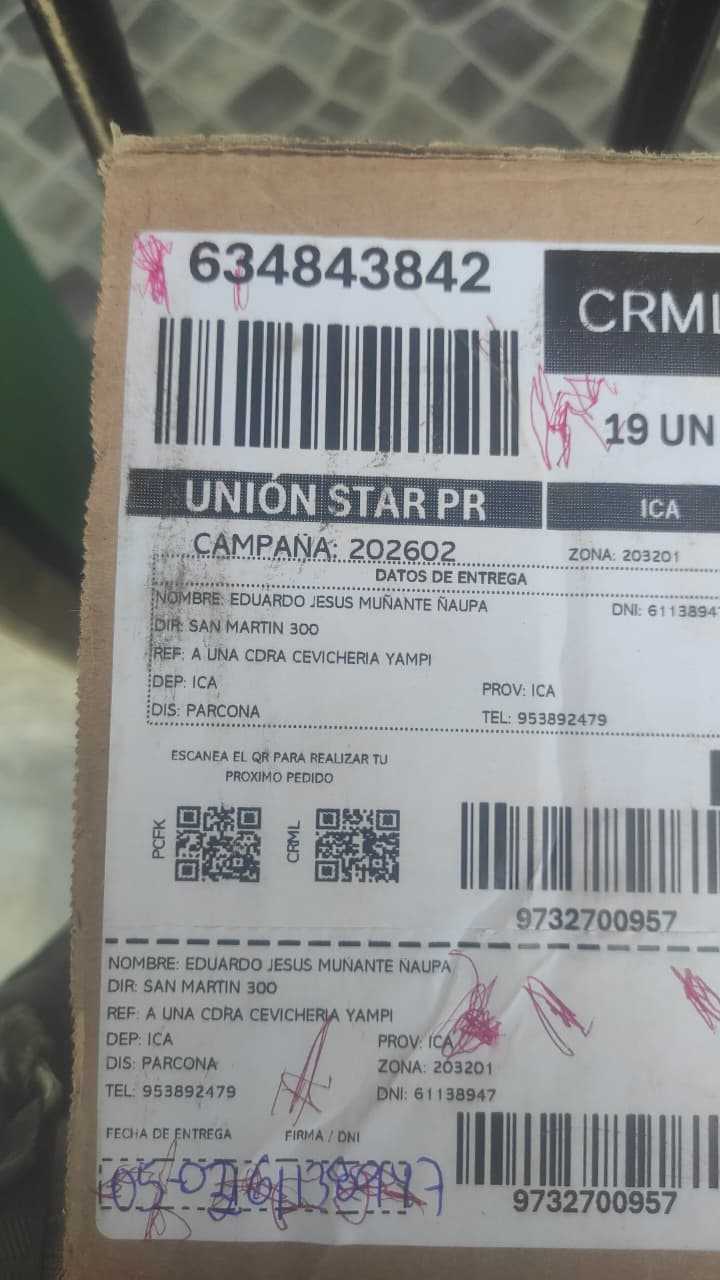 634843842
CRML
19 UN
UNIÓN STAR PR
ICA
CAMPAÑA: 202602
ZONA: 203201
DATOS DE ENTREGA
NOMBRE: EDUARDO JESUS MUÑANTE ÑAUPA
DNI: 61138947
DIR: SAN MARTIN 300
REF: A UNA CDRA CEVICHERIA YAMPI
DEP: ICA
PROV: ICA
DIS: PARCONA
TEL: 953892479
ESCANEA EL QR PARA REALIZAR TU
PROXIMO PEDIDO
PCFK
CRML
9732700957
NOMBRE: EDUARDO JESUS MUÑANTE ÑAUPA
DIR: SAN MARTIN 300
REF: A UNA CDRA CEVICHERIA YAMPI
DEP: ICA
PROV: ICA
DIS: PARCONA
ZONA: 203201
TEL: 953892479
DNI: 61138947
FECHA DE ENTREGA
FIRMA / DNI
61138947
9732700957